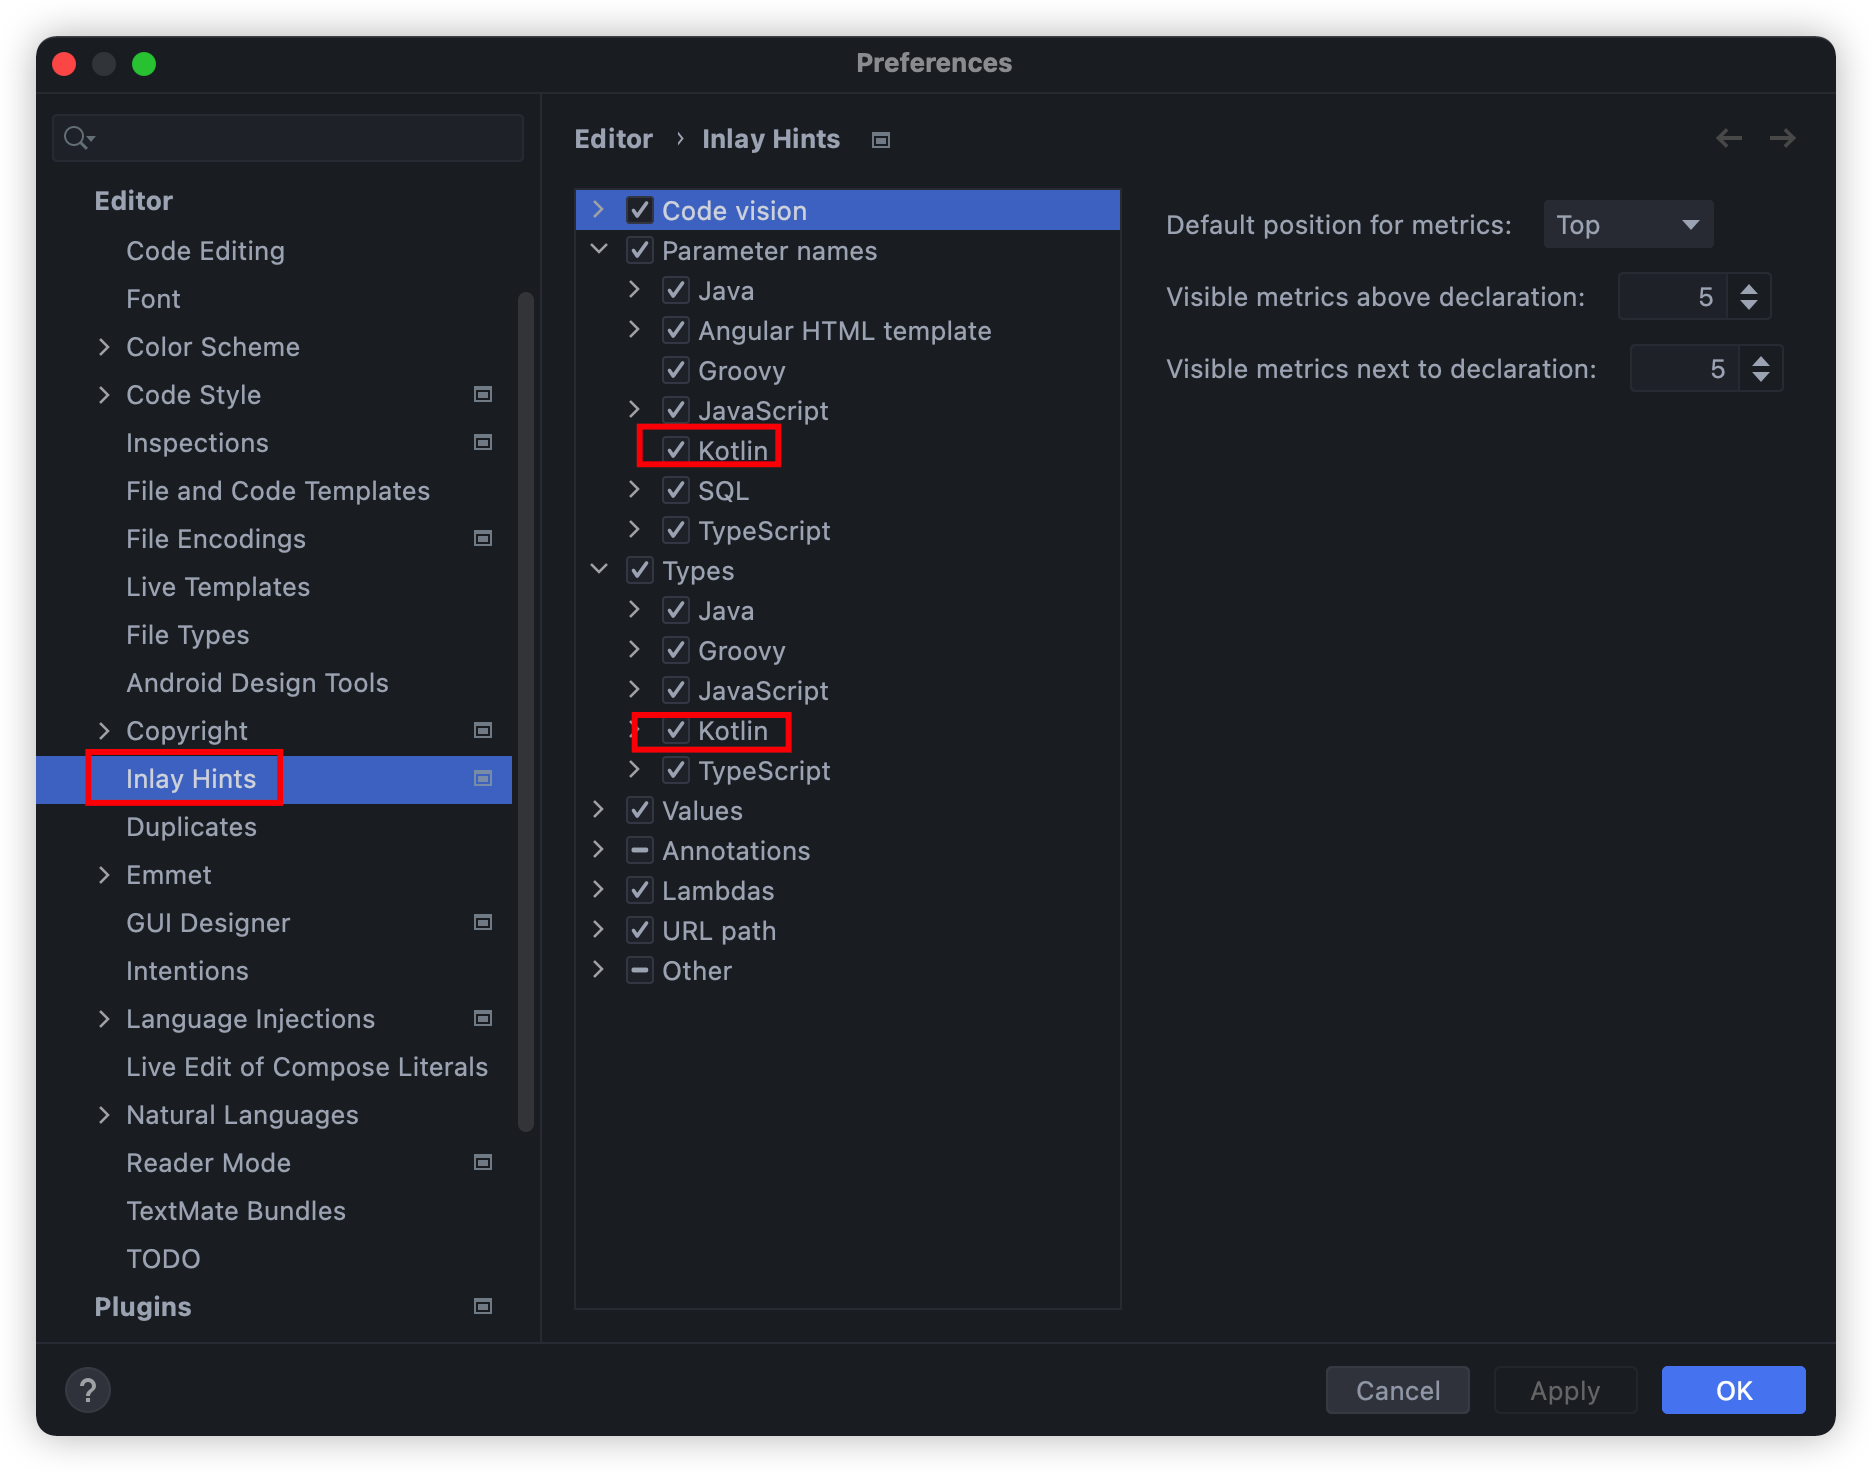 Preferences
Editor
Code Editing
Font
Color Scheme
Code Style
Inspections
File and Code Templates
File Encodings
Live Templates
File Types
Android Design Tools
Copyright
Inlay Hints
Duplicates
Emmet
GUI Designer
Intentions
Language Injections
Live Edit of Compose Literals
Natural Languages
Reader Mode
TextMate Bundles
TODO
Plugins
Editor › Inlay Hints
Code vision
Parameter names
Java
Angular HTML template
Groovy
JavaScript
Kotlin
SQL
TypeScript
Types
Java
Groovy
JavaScript
Kotlin
TypeScript
Values
Annotations
Lambdas
URL path
Other
Default position for metrics: Top
Visible metrics above declaration: 5
Visible metrics next to declaration: 5
?
Cancel
Apply
OK